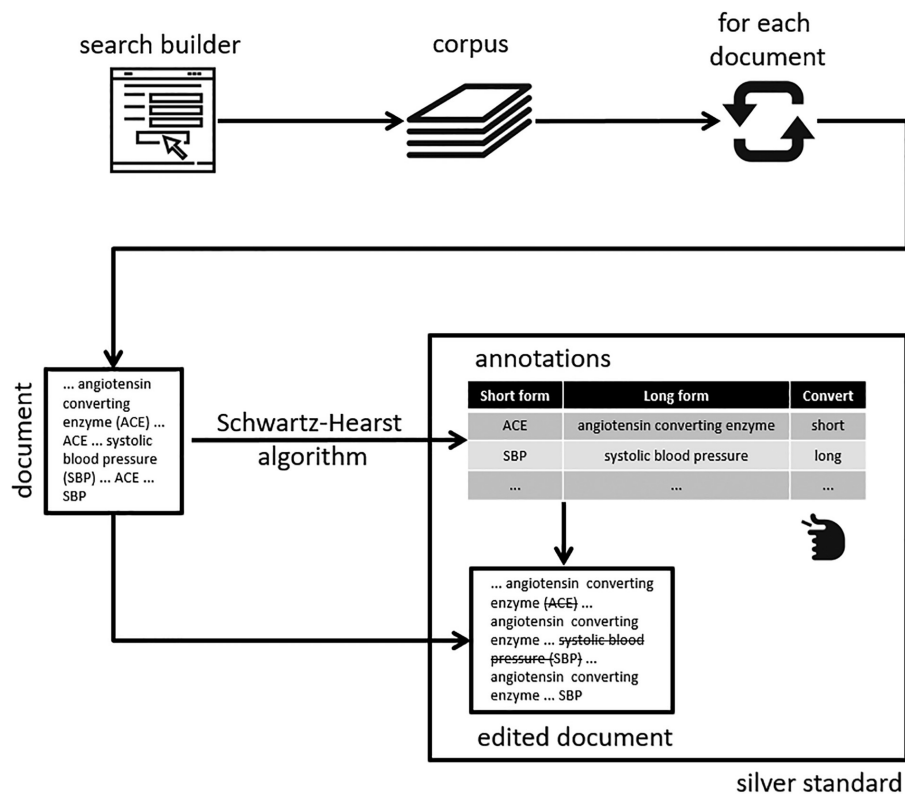 search builder
corpus
for each
document
document
... angiotensin
converting
enzyme (ACE) ...
ACE ... systolic
blood pressure
(SBP) ... ACE ...
SBP
Schwartz-Hearst
algorithm
annotations
Short form Long form Convert
ACE angiotensin converting enzyme short
SBP systolic blood pressure long
... ... ...
... angiotensin converting
enzyme (ACE) ...
angiotensin converting
enzyme ... systolic blood
pressure (SBP) ...
angiotensin converting
enzyme ... SBP
edited document
silver standard